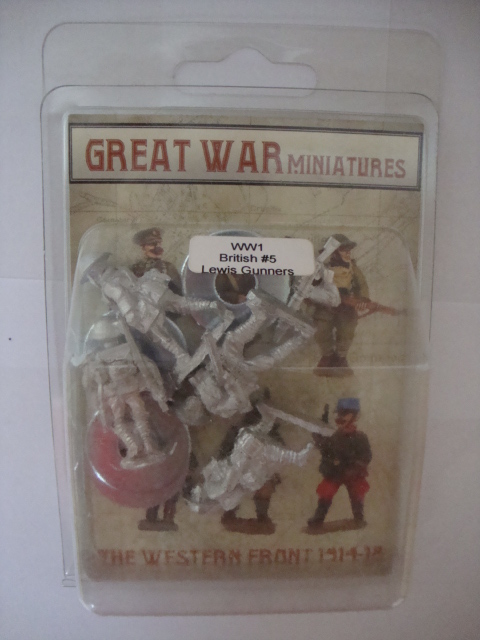 GREAT WAR MINIATURES
WW1
British #5
Lewis Gunners
THE WESTERN FRONT 1914-18